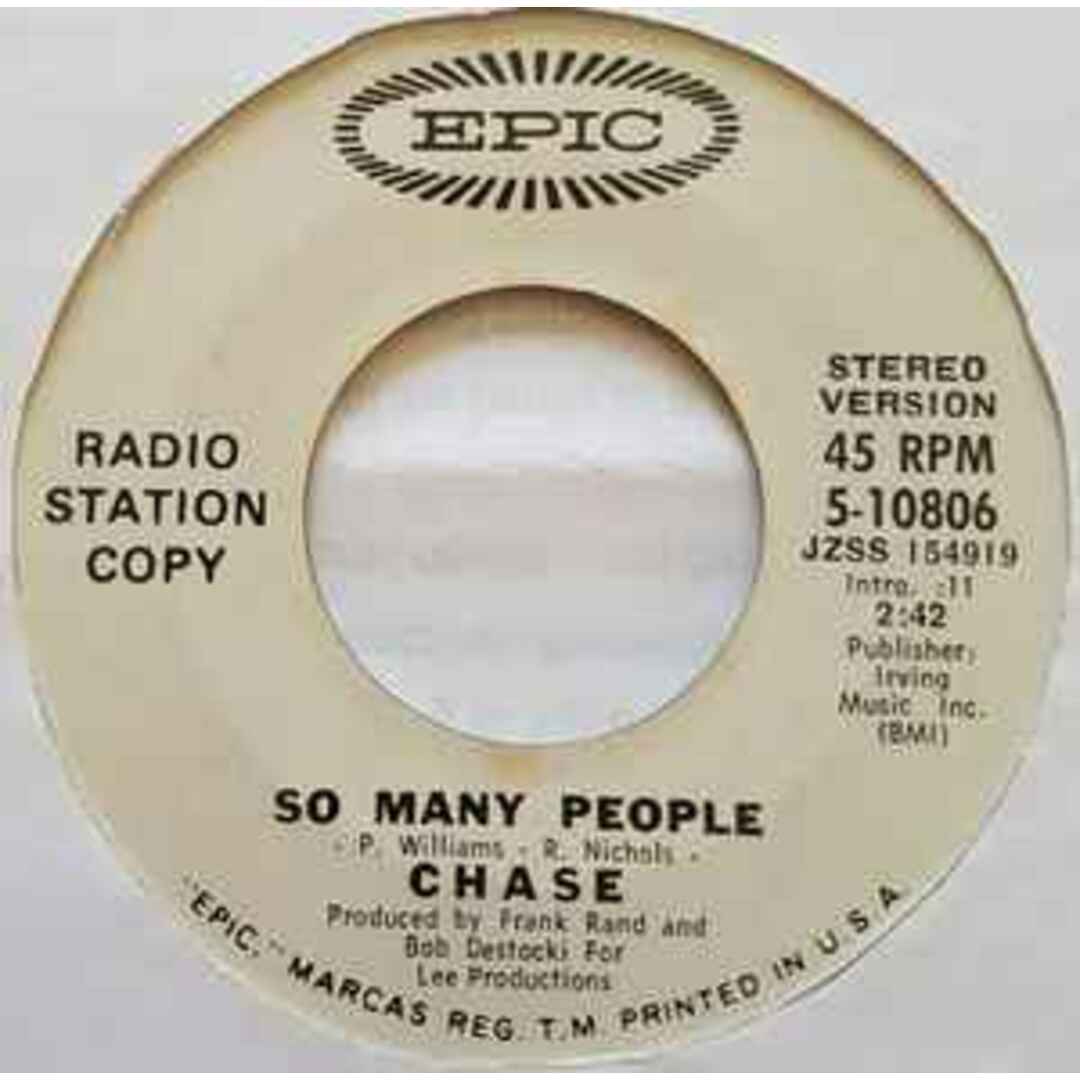 EPIC
RADIO
STATION
COPY
STEREO
VERSION
45 RPM
5-10806
JZSS 154919
Intro. :11
2:42
Publisher:
Irving
Music Inc.
(BMI)
SO MANY PEOPLE
- P. Williams - R. Nichols -
CHASE
Produced by Frank Rand and
Bob Destocki For
Lee Productions
"EPIC," MARCAS REG. T.M. PRINTED IN U.S.A.